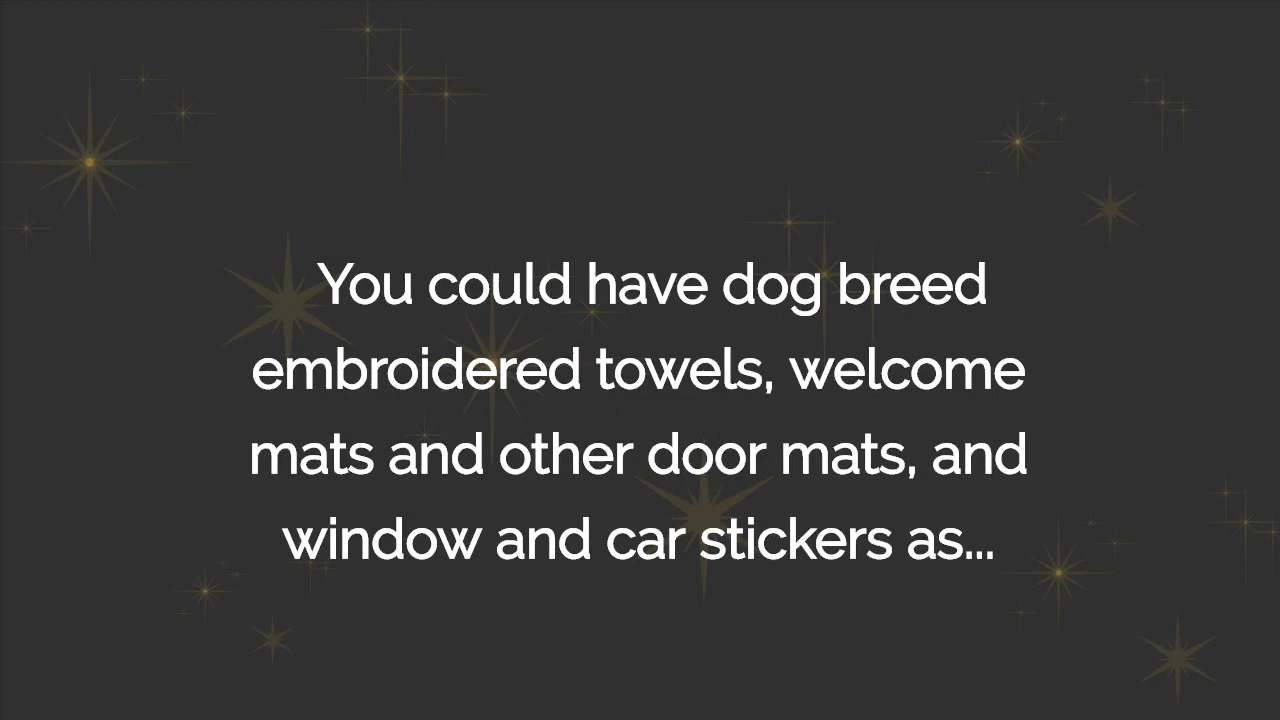 You could have dog breed
embroidered towels, welcome
mats and other door mats, and
window and car stickers as...